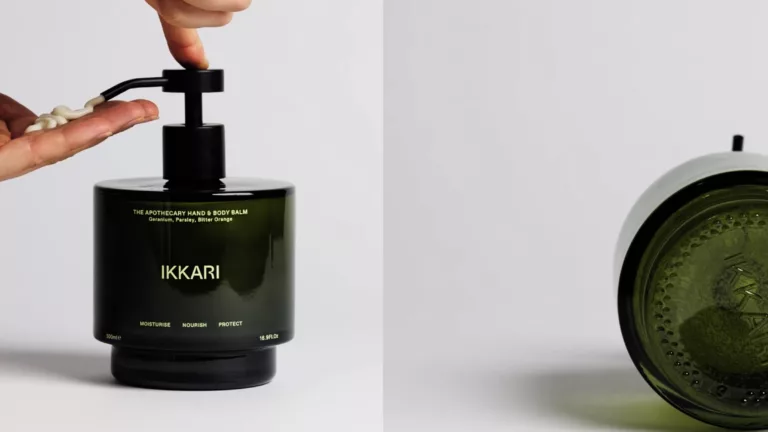 THE APOTHECARY HAND & BODY BALM
Geranium, Parsley, Bitter Orange
IKKARI
MOISTURISE NOURISH PROTECT
500ml℮ 16.9fl.Oz